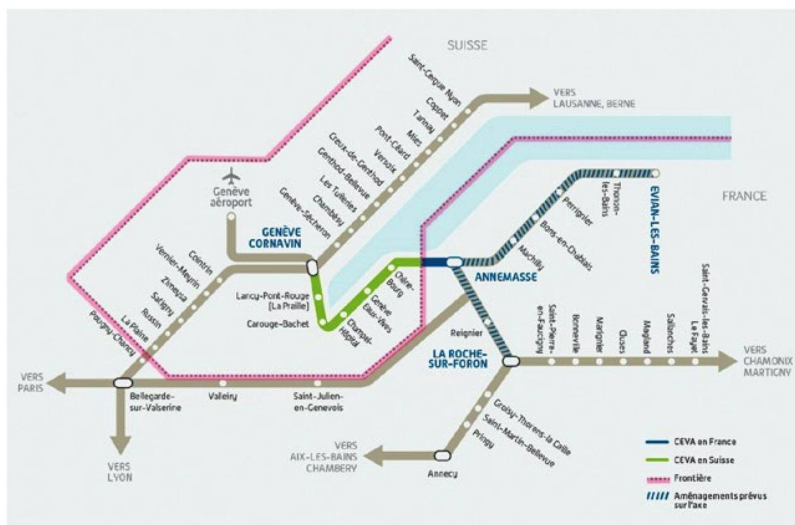 SUISSE
VERS
LAUSANNE, BERNE
Saint-Cergue Nyon
Coppet
Tannay
Mies
Pont-Céard
Versoix
Creux-de-Genthod
Genthod-Bellevue
Les Tuileries
Chambésy
Genève-Sécheron
Genève
aéroport
GENÈVE
CORNAVIN
FRANCE
EVIAN-LES-BAINS
Thonon-
les-Bains
Perrignier
Bons-en-Chablais
Machilly
ANNEMASSE
Cointrin
Vernier-Meyrin
Zimeysa
Satigny
Russin
La Plaine
Pougny-Chancy
Lancy-Pont-Rouge
(La Praille)
Carouge-Bachet
Champel-
Hôpital
Genève
Eaux-Vives
Chêne-
Bourg
Reignier
LA ROCHE-
SUR-FORON
Saint-Pierre-
en-Faucigny
Bonneville
Marignier
Cluses
Magland
Sallanches
Saint-Gervais-les-Bains
Le Fayet
VERS
CHAMONIX
MARTIGNY
VERS
PARIS
Bellegarde-
sur-Valserine
Valleiry
Saint-Julien-
en-Genevois
VERS
LYON
VERS
AIX-LES-BAINS
CHAMBERY
Annecy
Groisy-Thorens-la Caille
Saint-Martin-Bellevue
Pringy
CEVA en France
CEVA en Suisse
Frontière
Aménagements prévus
sur l'axe